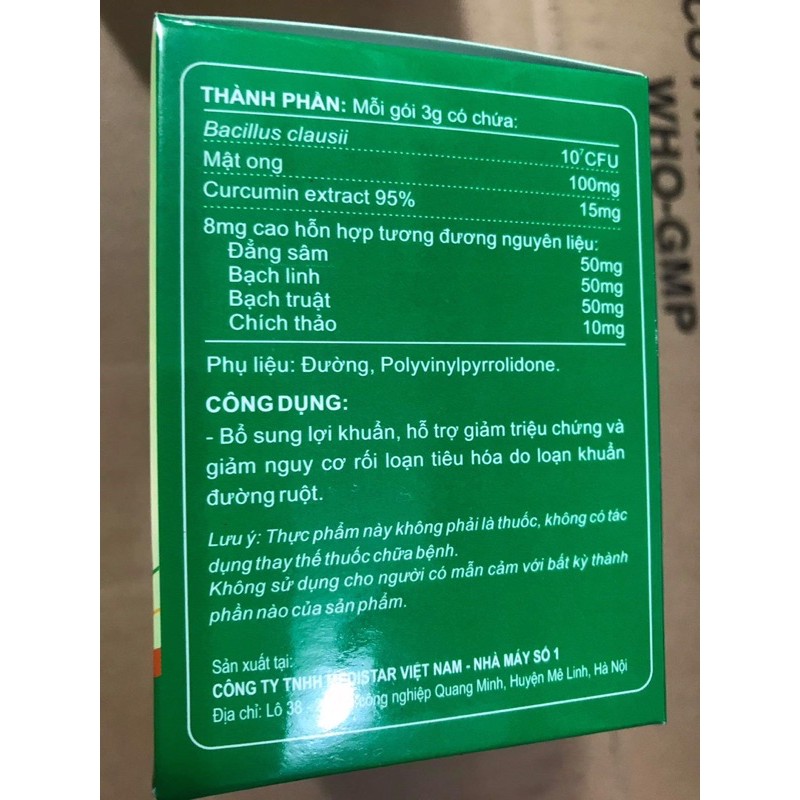 THÀNH PHẦN: Mỗi gói 3g có chứa:
Bacillus clausii 10⁷CFU
Mật ong 100mg
Curcumin extract 95% 15mg
8mg cao hỗn hợp tương đương nguyên liệu:
Đẳng sâm 50mg
Bạch linh 50mg
Bạch truật 50mg
Chích thảo 10mg
Phụ liệu: Đường, Polyvinylpyrrolidone.
CÔNG DỤNG:
- Bổ sung lợi khuẩn, hỗ trợ giảm triệu chứng và
giảm nguy cơ rối loạn tiêu hóa do loạn khuẩn
đường ruột.
Lưu ý: Thực phẩm này không phải là thuốc, không có tác
dụng thay thế thuốc chữa bệnh.
Không sử dụng cho người có mẫn cảm với bất kỳ thành
phần nào của sản phẩm.
Sản xuất tại:
CÔNG TY TNHH MEDISTAR VIỆT NAM - NHÀ MÁY SỐ 1
Địa chỉ: Lô 38 - công nghiệp Quang Minh, Huyện Mê Linh, Hà Nội
WHO-GMP